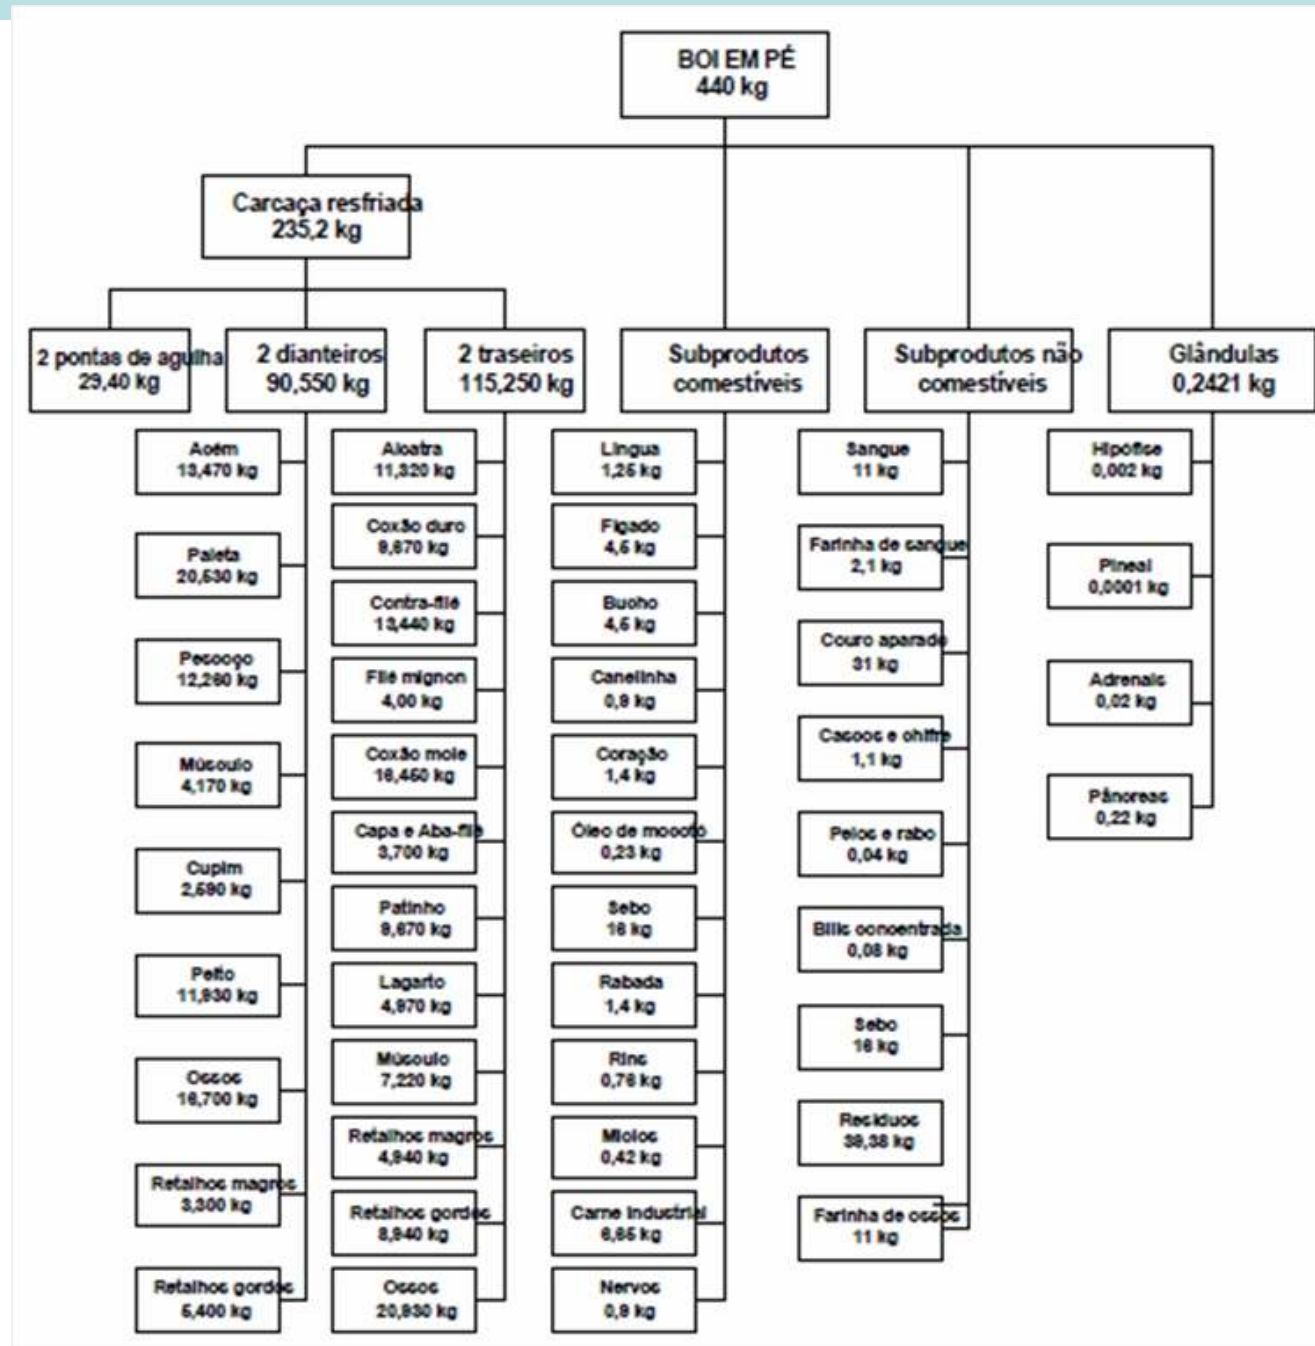 BOI EM PÉ
440 kg
Carcaça resfriada
235,2 kg
2 pontas de agulha
29,40 kg
2 dianteiros
90,550 kg
2 traseiros
115,250 kg
Subprodutos
comestíveis
Subprodutos não
comestíveis
Glândulas
0,2421 kg
Acém
13,470 kg
Paleta
20,530 kg
Pescoço
12,260 kg
Músculo
4,170 kg
Cupim
2,590 kg
Peito
11,930 kg
Ossos
16,700 kg
Retalhos magros
3,300 kg
Retalhos gordos
5,400 kg
Alcatra
11,320 kg
Coxão duro
9,670 kg
Contra-filé
13,440 kg
Filé mignon
4,00 kg
Coxão mole
16,450 kg
Capa e Aba-filé
3,700 kg
Patinho
9,670 kg
Lagarto
4,970 kg
Músculo
7,220 kg
Retalhos magros
4,940 kg
Retalhos gordos
8,940 kg
Ossos
20,930 kg
Língua
1,25 kg
Fígado
4,5 kg
Bucho
4,5 kg
Canelinha
0,9 kg
Coração
1,4 kg
Óleo de mocotó
0,23 kg
Sebo
16 kg
Rabada
1,4 kg
Rins
0,76 kg
Miolos
0,42 kg
Carne Industrial
6,65 kg
Nervos
0,9 kg
Sangue
11 kg
Farinha de sangue
2,1 kg
Couro aparado
31 kg
Cascos e chifre
1,1 kg
Pelos e rabo
0,04 kg
Bilis concentrada
0,08 kg
Sebo
16 kg
Resíduos
39,38 kg
Farinha de ossos
11 kg
Hipófise
0,002 kg
Pineal
0,0001 kg
Adrenais
0,02 kg
Pâncreas
0,22 kg